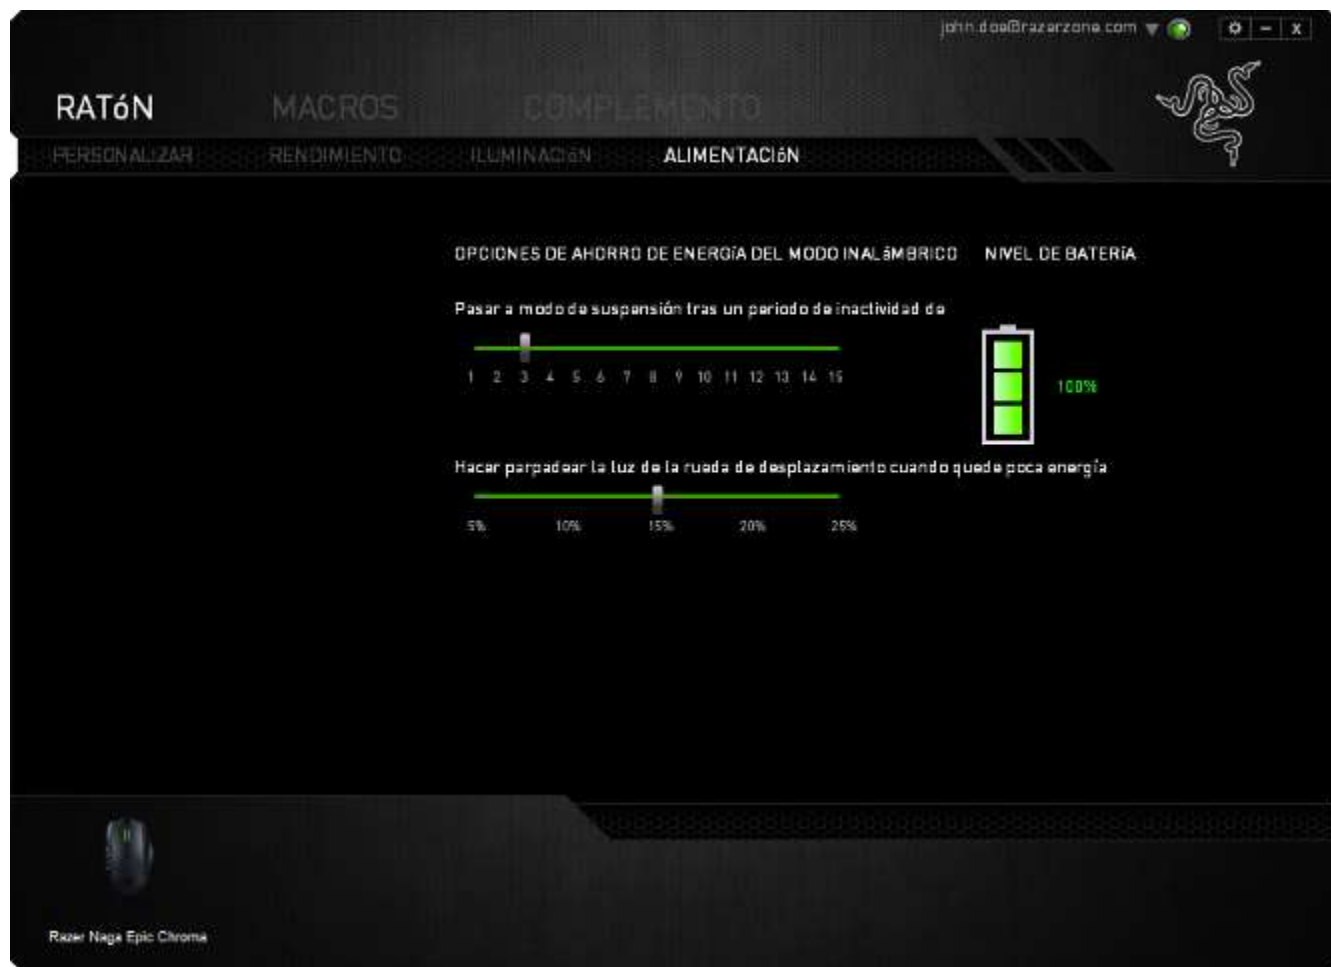 john.doe@razerzone.com
RATóN MACROS COMPLEMENTO
PERSONALIZAR RENDIMIENTO ILUMINACIóN ALIMENTACIóN
OPCIONES DE AHORRO DE ENERGíA DEL MODO INALáMBRICO NIVEL DE BATERíA
Pasar a modo de suspensión tras un periodo de inactividad de
1 2 3 4 5 6 7 8 9 10 11 12 13 14 15
100%
Hacer parpadear la luz de la rueda de desplazamiento cuando quede poca energía
5% 10% 15% 20% 25%
Razer Naga Epic Chroma